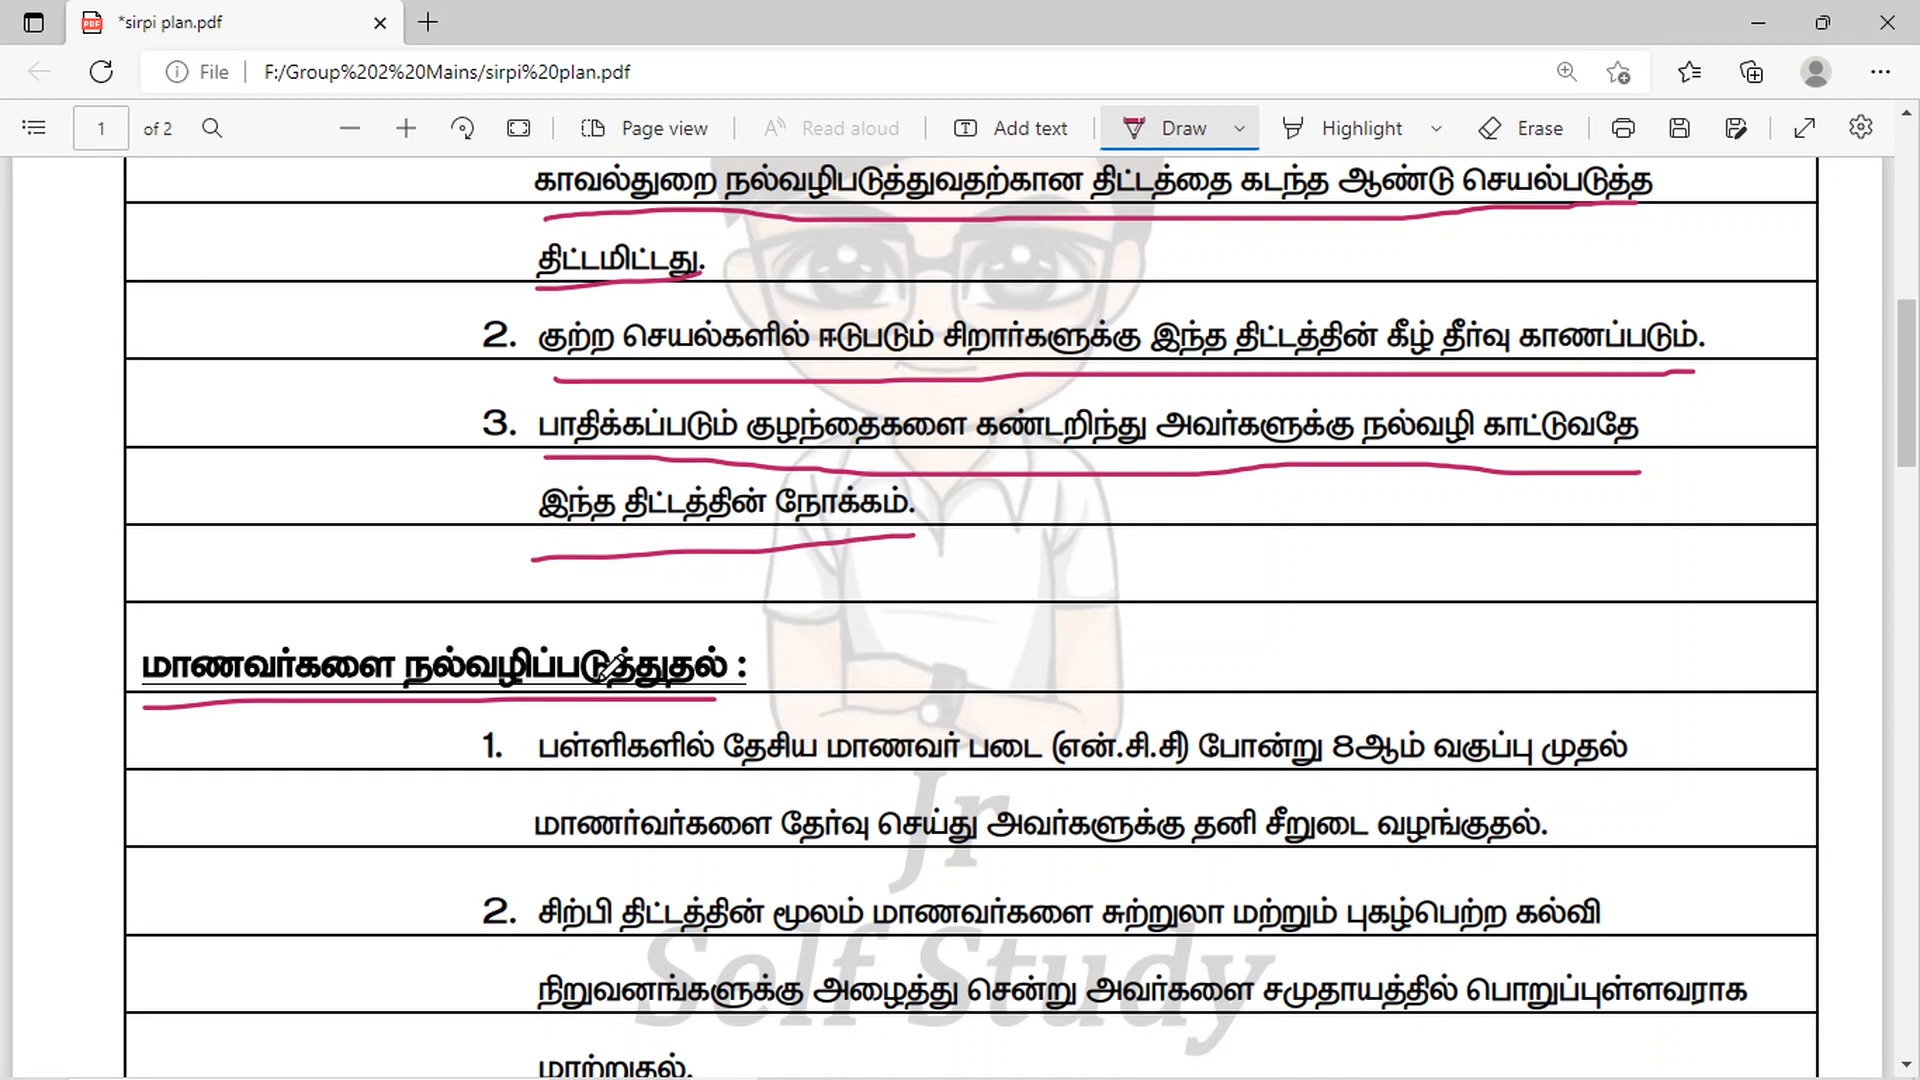 *sirpi plan.pdf
File F:/Group%202%20Mains/sirpi%20plan.pdf
1 of 2 Page view Read aloud Add text Draw Highlight Erase
காவல்துறை நல்வழிபடுத்துவதற்கான திட்டத்தை கடந்த ஆண்டு செயல்படுத்த
திட்டமிட்டது.
2. குற்ற செயல்களில் ஈடுபடும் சிறார்களுக்கு இந்த திட்டத்தின் கீழ் தீர்வு காணப்படும்.
3. பாதிக்கப்படும் குழந்தைகளை கண்டறிந்து அவர்களுக்கு நல்வழி காட்டுவதே
இந்த திட்டத்தின் நோக்கம்.
மாணவர்களை நல்வழிப்படுத்துதல் :
1. பள்ளிகளில் தேசிய மாணவர் படை (என்.சி.சி) போன்று 8ஆம் வகுப்பு முதல்
மாணர்வர்களை தேர்வு செய்து அவர்களுக்கு தனி சீறுடை வழங்குதல்.
2. சிற்பி திட்டத்தின் மூலம் மாணவர்களை சுற்றுலா மற்றும் புகழ்பெற்ற கல்வி
நிறுவனங்களுக்கு அழைத்து சென்று அவர்களை சமுதாயத்தில் பொறுப்புள்ளவராக
மாற்றுதல்.
Jr
Self Study